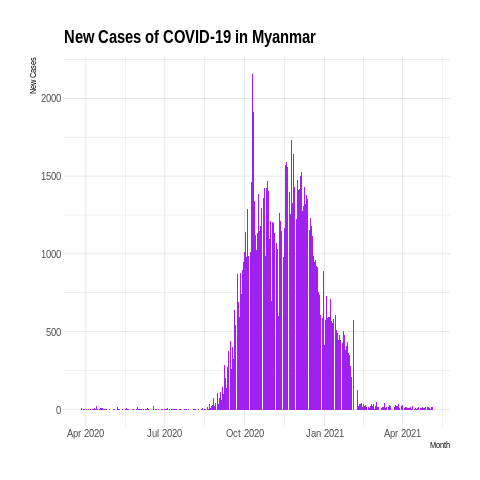 New Cases of COVID-19 in Myanmar
New Cases
2000
1500
1000
500
0
Apr 2020 Jul 2020 Oct 2020 Jan 2021 Apr 2021
Month